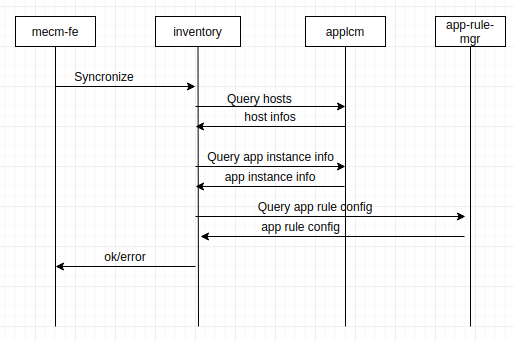 mecm-fe
inventory
applcm
app-rule-
mgr
Syncronize
Query hosts
host infos
Query app instance info
app instance info
Query app rule config
app rule config
ok/error